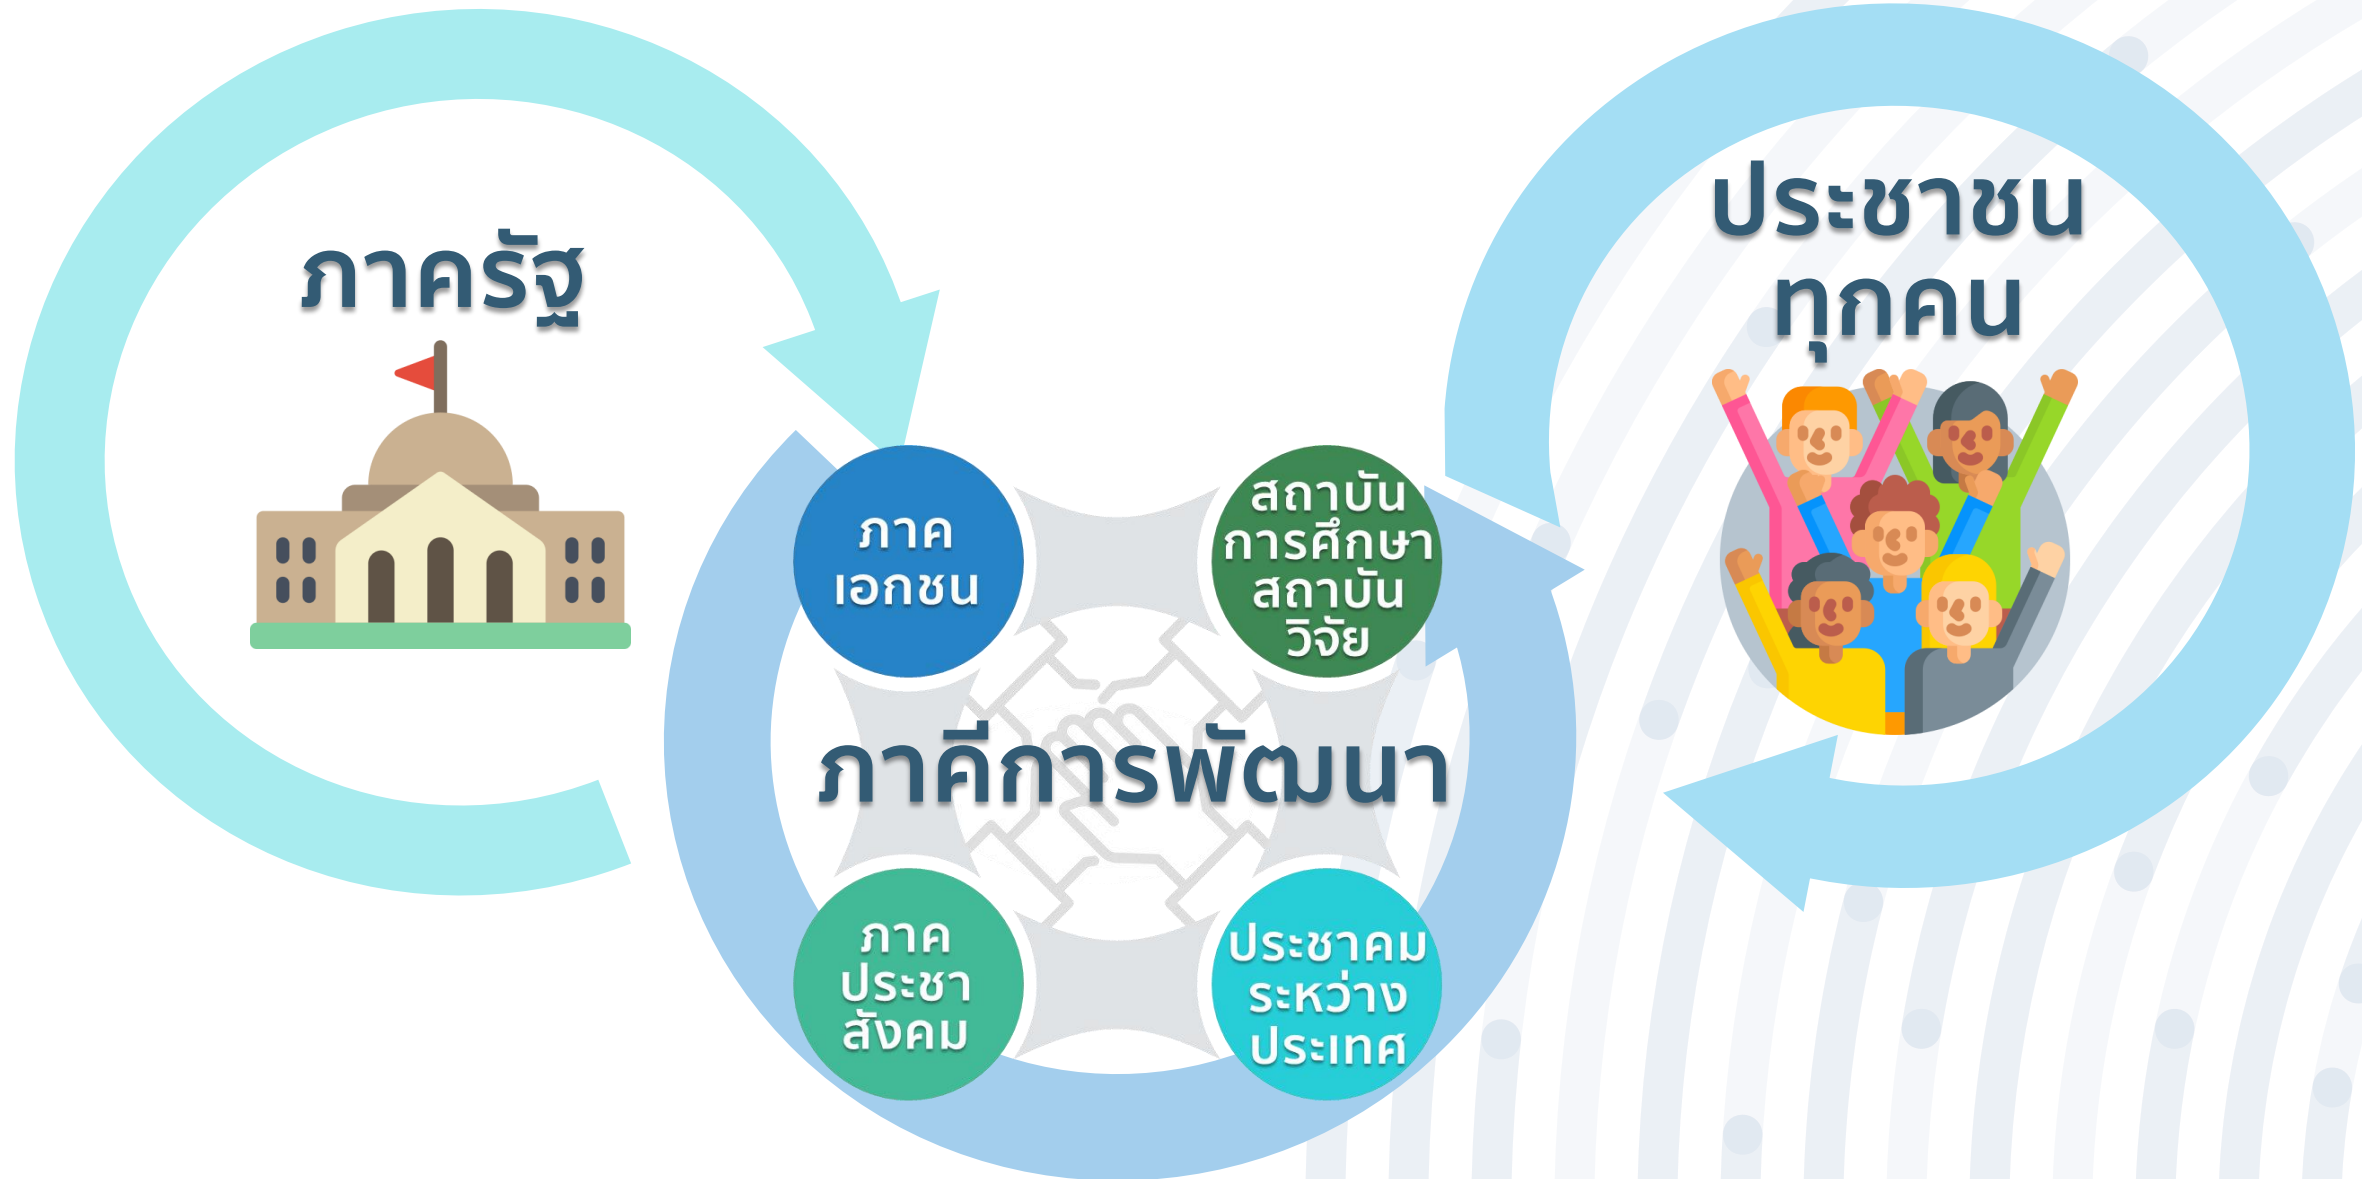 ภาครัฐ
ภาค
เอกชน
สถาบัน
การศึกษา
สถาบัน
วิจัย
ภาคีการพัฒนา
ภาค
ประชา
สังคม
ประชาคม
ระหว่าง
ประเทศ
ประชาชน
ทุกคน